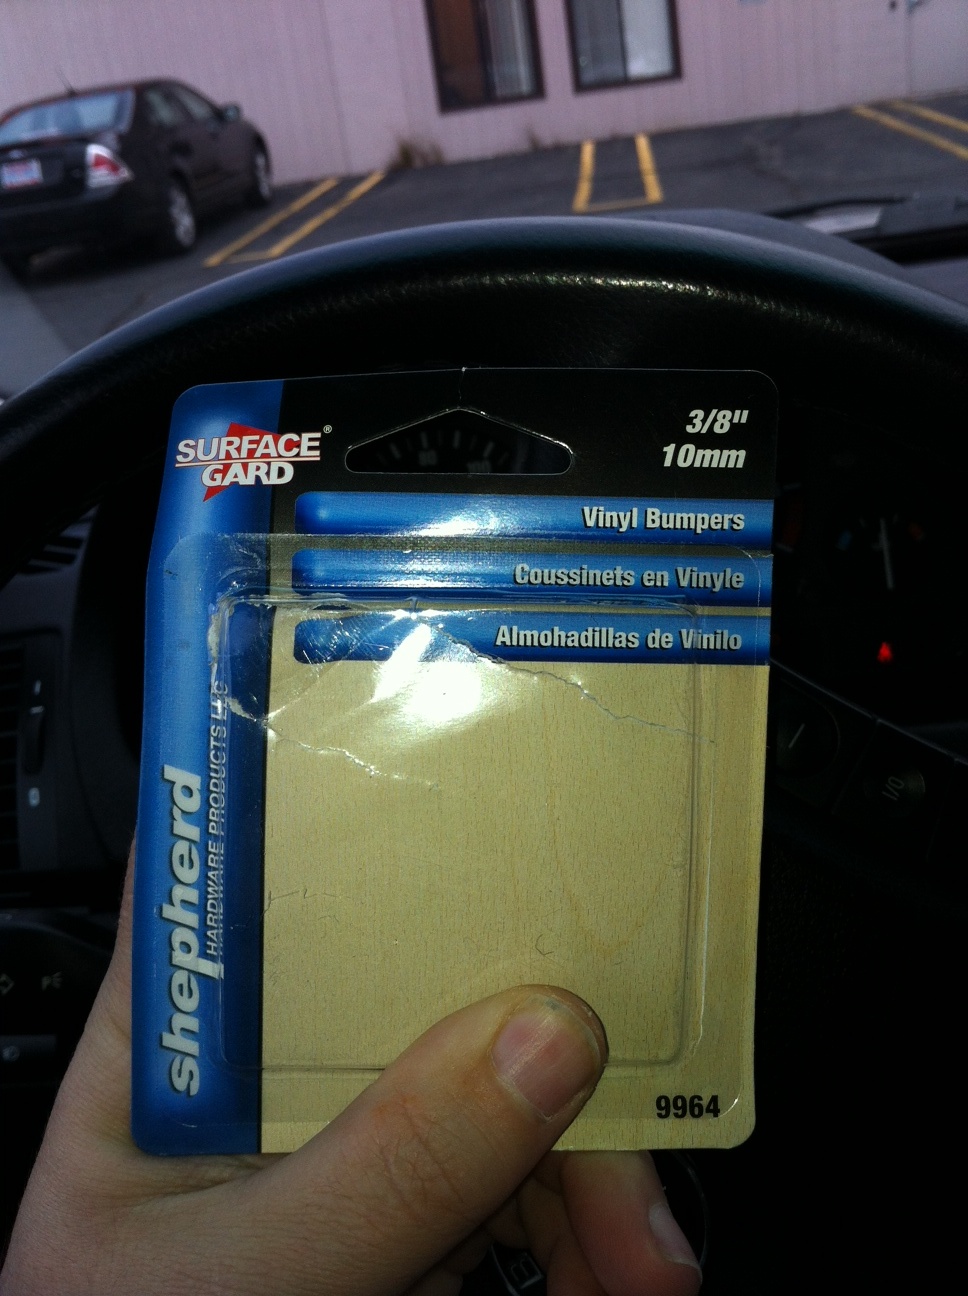 SURFACE
GARD®
3/8"
10mm
Vinyl Bumpers
Coussinets en Vinyle
Almohadillas de Vinilo
shepherd
HARDWARE PRODUCTS LLC
9964
I/O